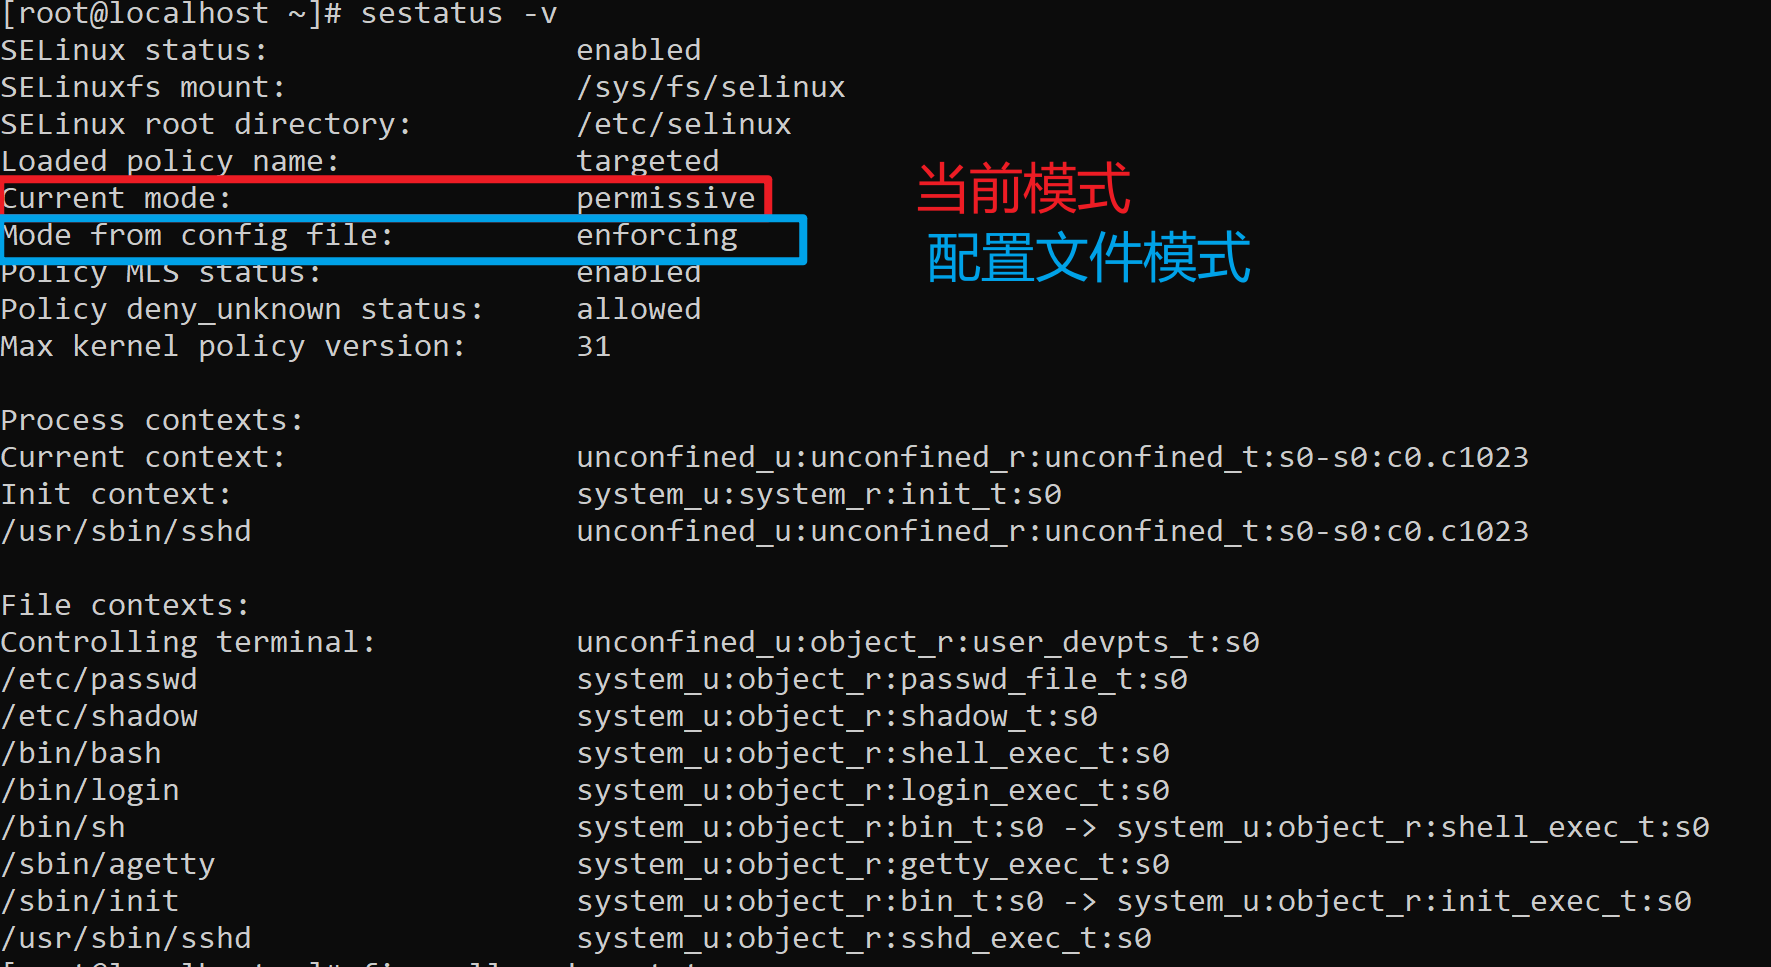 [root@localhost ~]# sestatus -v
SELinux status:                 enabled
SELinuxfs mount:                /sys/fs/selinux
SELinux root directory:         /etc/selinux
Loaded policy name:             targeted
Current mode:                   permissive
当前模式
Mode from config file:          enforcing
配置文件模式
Policy MLS status:              enabled
Policy deny_unknown status:     allowed
Max kernel policy version:      31
Process contexts:
Current context:                unconfined_u:unconfined_r:unconfined_t:s0-s0:c0.c1023
Init context:                   system_u:system_r:init_t:s0
/usr/sbin/sshd                  unconfined_u:unconfined_r:unconfined_t:s0-s0:c0.c1023
File contexts:
Controlling terminal:           unconfined_u:object_r:user_devpts_t:s0
/etc/passwd                     system_u:object_r:passwd_file_t:s0
/etc/shadow                     system_u:object_r:shadow_t:s0
/bin/bash                       system_u:object_r:shell_exec_t:s0
/bin/login                      system_u:object_r:login_exec_t:s0
/bin/sh                         system_u:object_r:bin_t:s0 -> system_u:object_r:shell_exec_t:s0
/sbin/agetty                    system_u:object_r:getty_exec_t:s0
/sbin/init                      system_u:object_r:bin_t:s0 -> system_u:object_r:init_exec_t:s0
/usr/sbin/sshd                  system_u:object_r:sshd_exec_t:s0